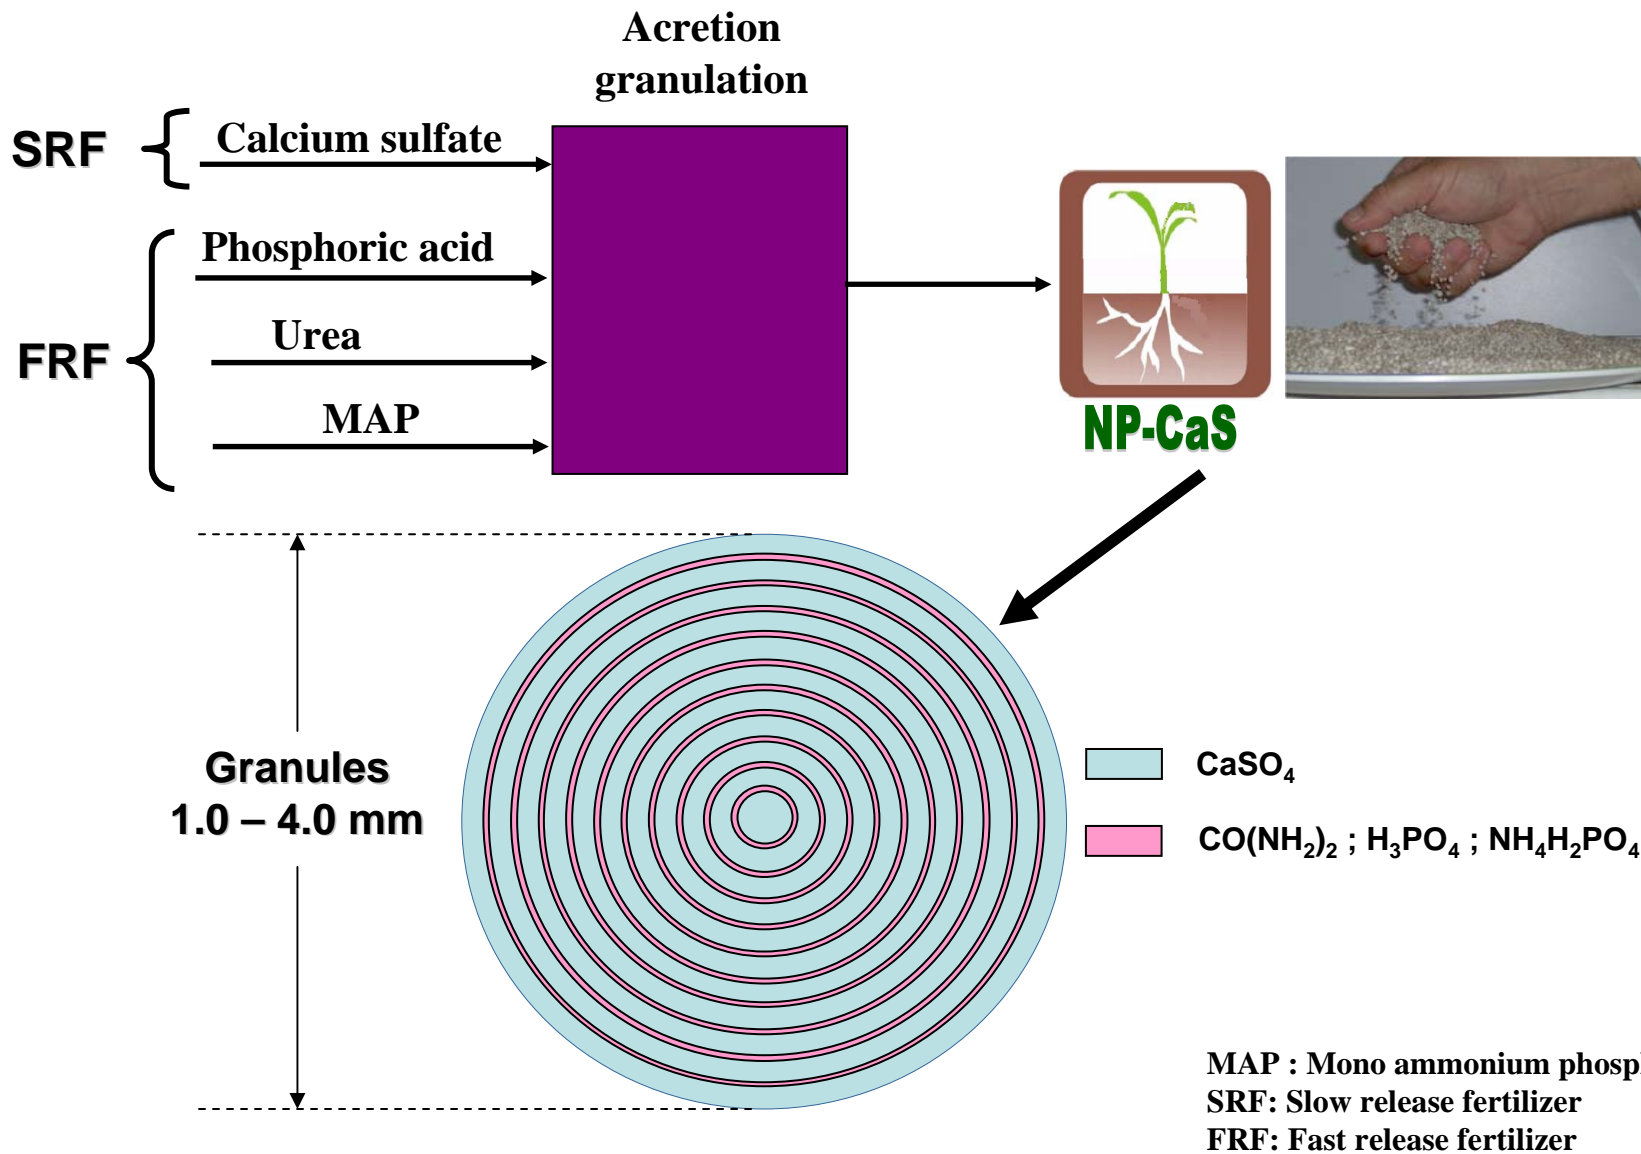 Acretion
granulation
SRF
Calcium sulfate
Phosphoric acid
FRF
Urea
MAP
NP-CaS
Granules
1.0 – 4.0 mm
CaSO₄
CO(NH₂)₂ ; H₃PO₄ ; NH₄H₂PO₄
MAP : Mono ammonium
SRF: Slow release fertilizer
FRF: Fast release fertilizer